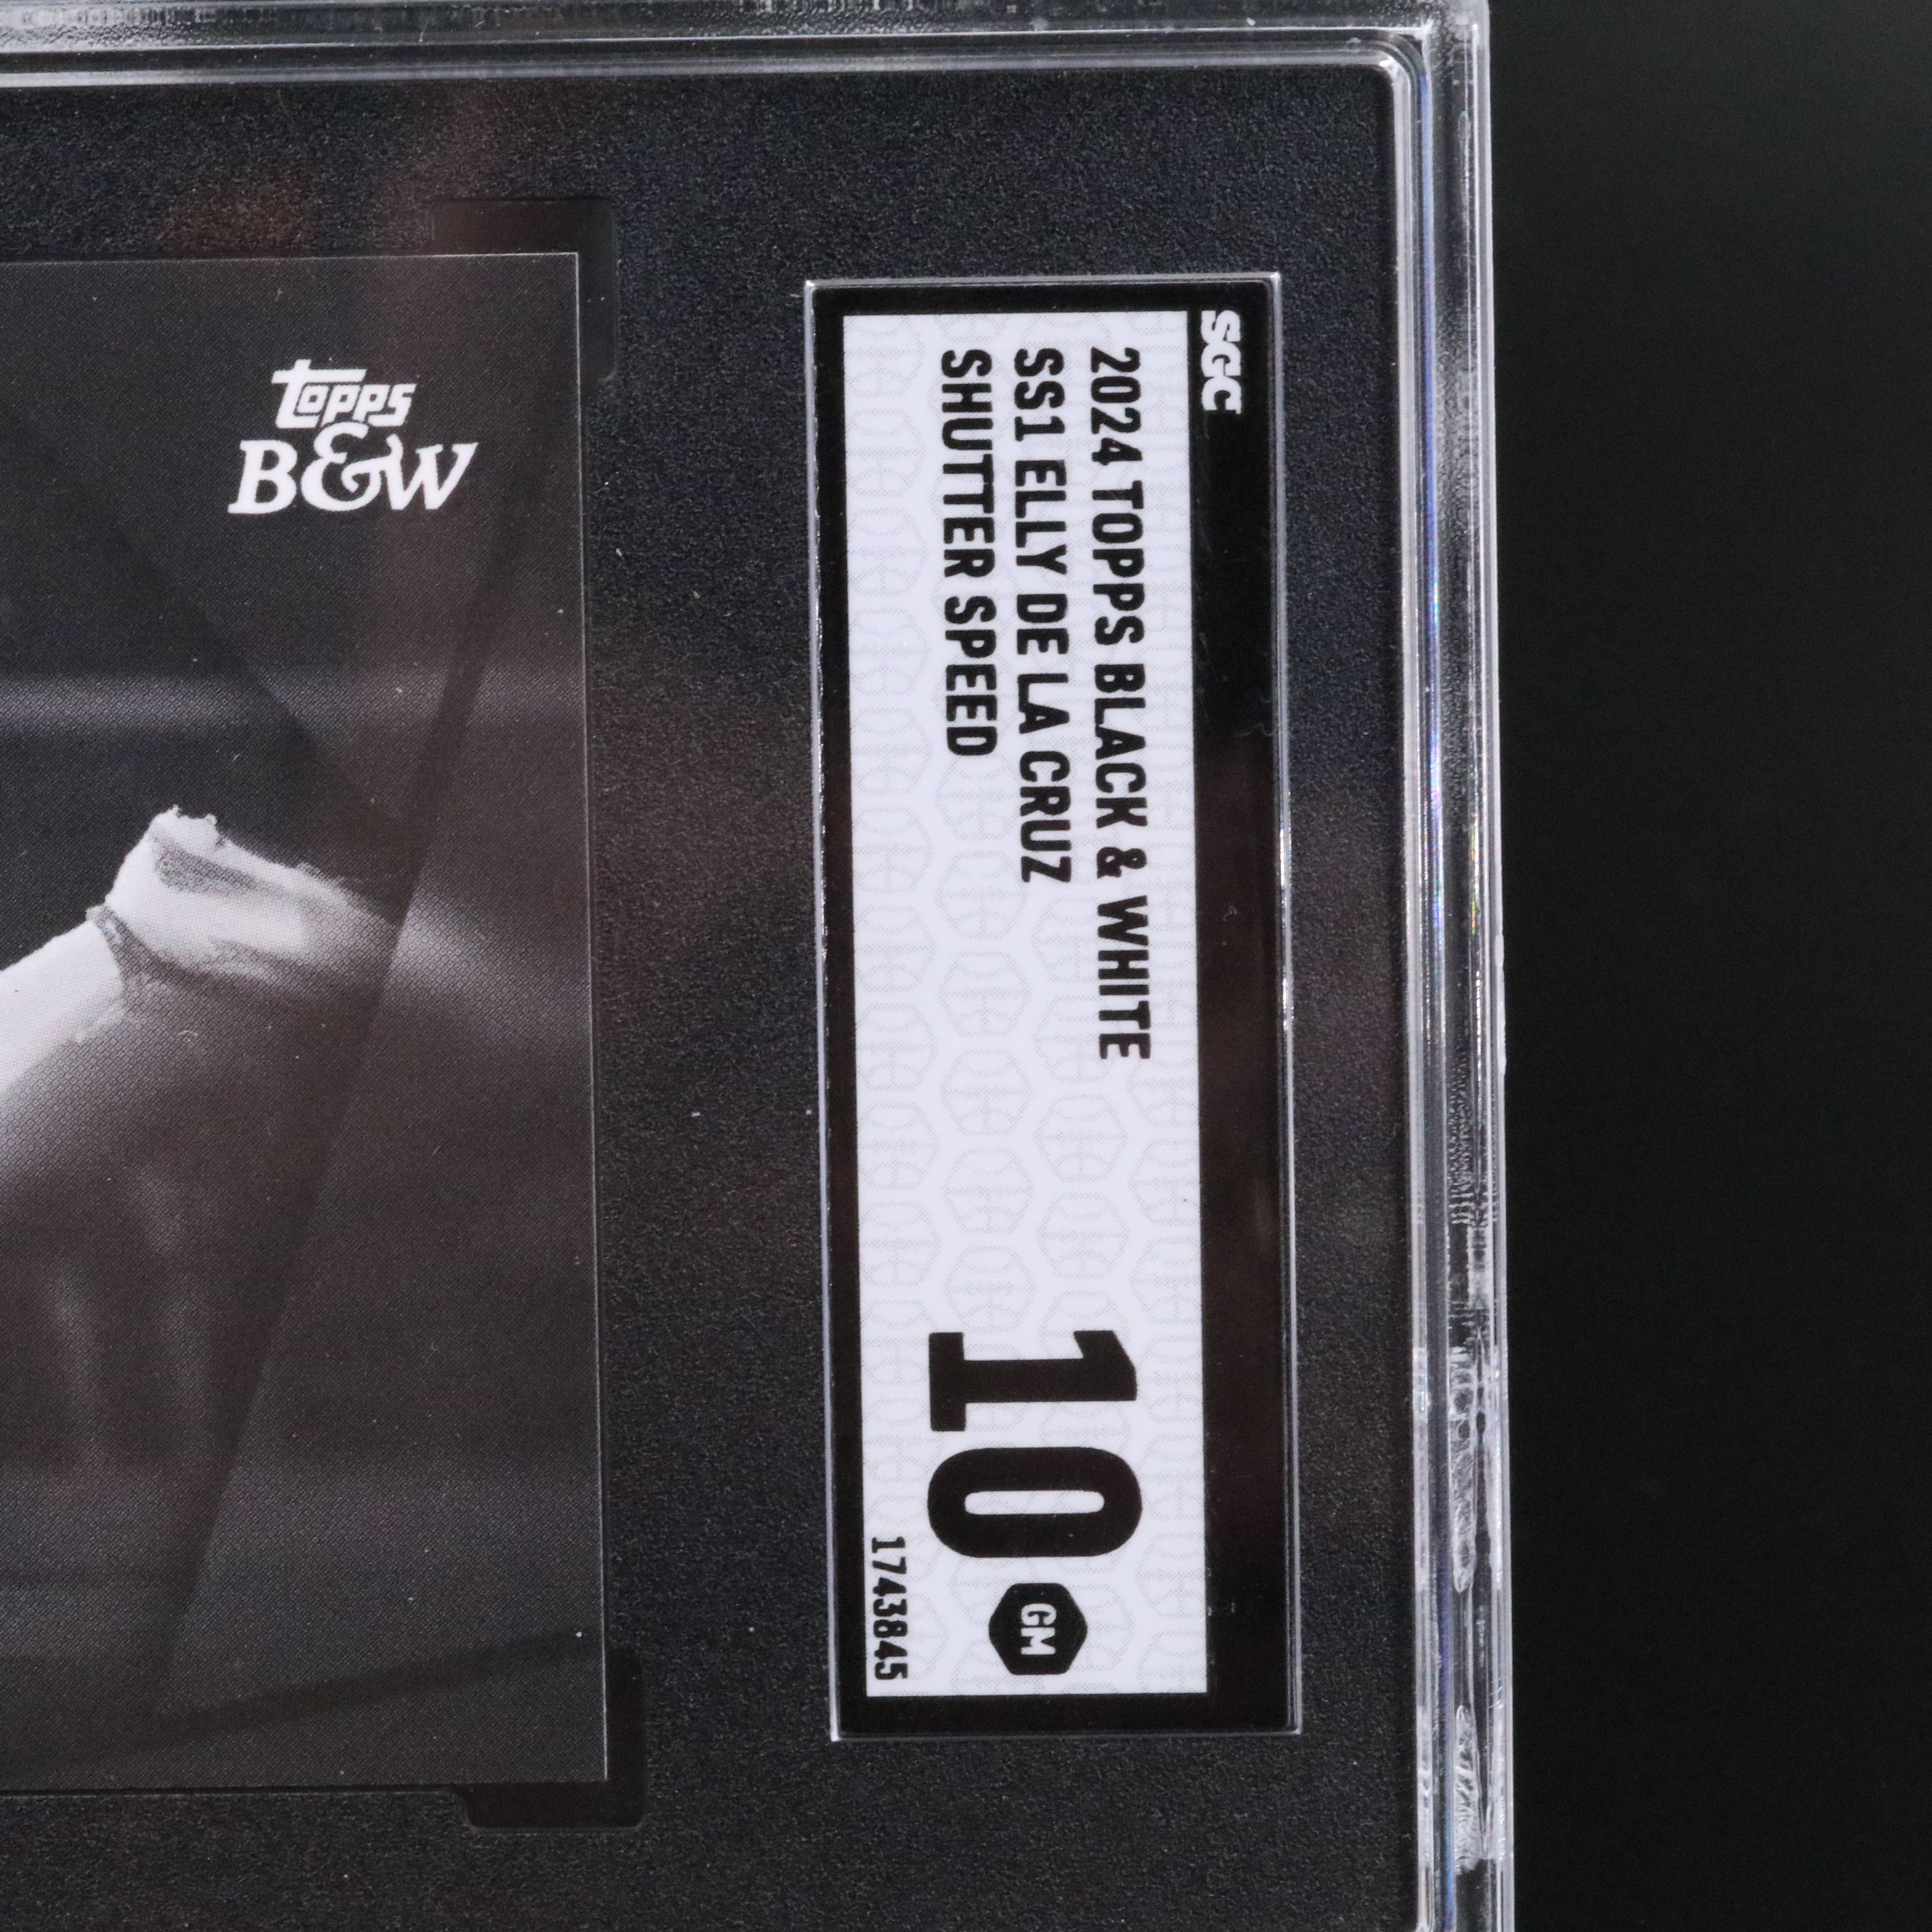 topps
B&W
SGC
2024 TOPPS BLACK & WHITE
SS1 ELLY DE LA CRUZ
SHUTTER SPEED
10
GM
1743845